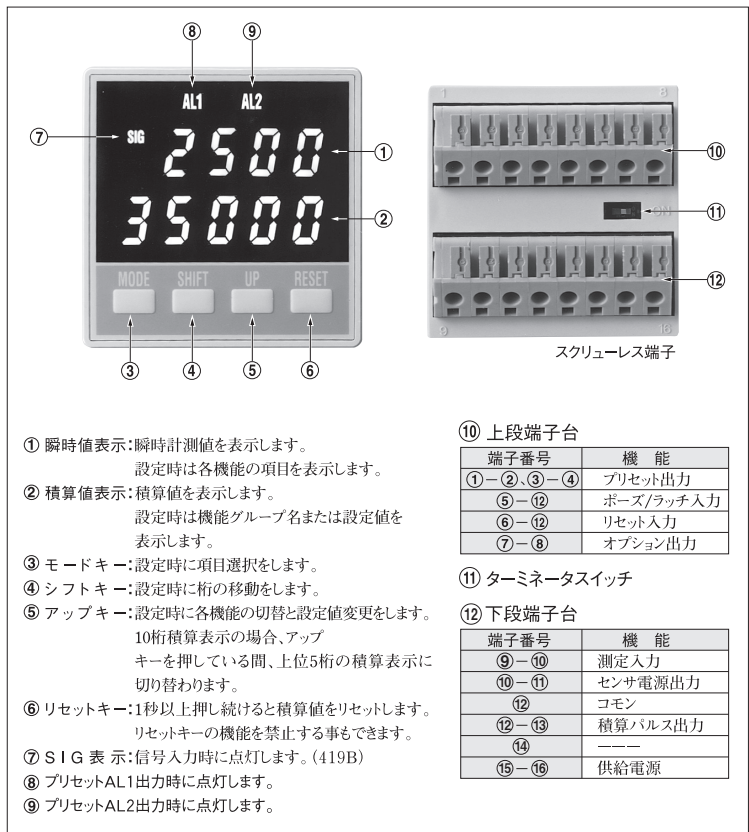 ⑧ ⑨
AL1 AL2
⑦ SIG 2500 ①
35000 ②
MODE SHIFT UP RESET
③ ④ ⑤ ⑥
1 8
⑩
ON ⑪
⑫
9 16
スクリューレス端子
① 瞬時値表示:瞬時計測値を表示します。
設定時は各機能の項目を表示します。
② 積算値表示:積算値を表示します。
設定時は機能グループ名または設定値を
表示します。
③ モードキー:設定時に項目選択をします。
④ シフトキー:設定時に桁の移動をします。
⑤ アップキー:設定時に各機能の切替と設定値変更をします。
10桁積算表示の場合、アップ
キーを押している間、上位5桁の積算表示に
切り替わります。
⑥ リセットキー:1秒以上押し続けると積算値をリセットします。
リセットキーの機能を禁止する事もできます。
⑦ SIG表示:信号入力時に点灯します。(419B)
⑧ プリセットAL1出力時に点灯します。
⑨ プリセットAL2出力時に点灯します。
⑩ 上段端子台
端子番号 機能
①-②、③-④ プリセット出力
⑤-⑫ ポーズ/ラッチ入力
⑥-⑫ リセット入力
⑦-⑧ オプション出力
⑪ ターミネータスイッチ
⑫ 下段端子台
端子番号 機能
⑨-⑩ 測定入力
⑩-⑪ センサ電源出力
⑫ コモン
⑫-⑬ 積算パルス出力
⑭ ---
⑮-⑯ 供給電源